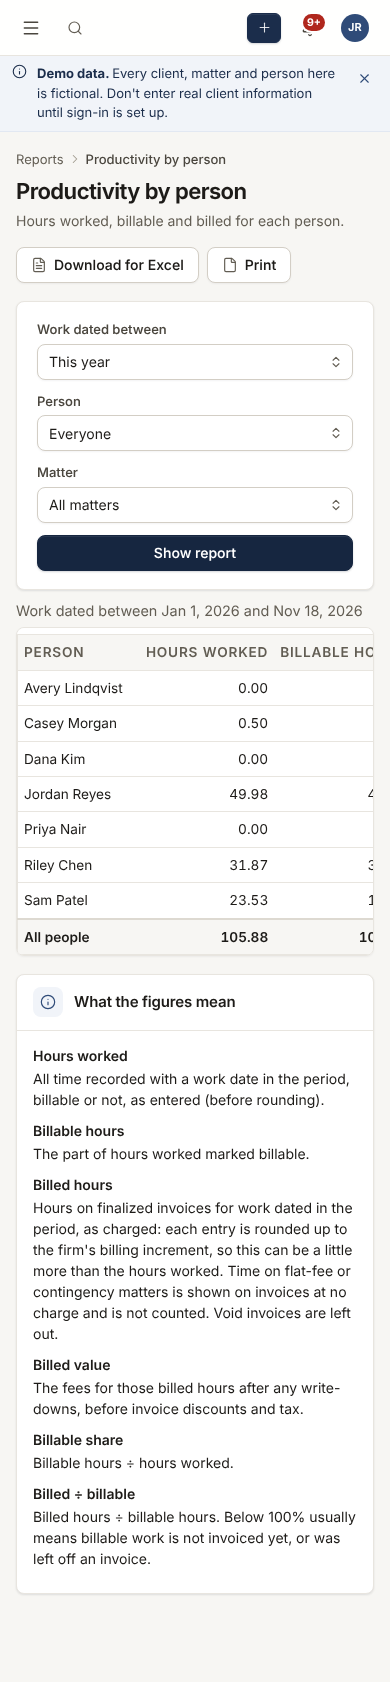 9+
JR
Demo data. Every client, matter and person here
is fictional. Don't enter real client information
until sign-in is set up.
Reports > Productivity by person
Productivity by person
Hours worked, billable and billed for each person.
Download for Excel
Print
Work dated between
This year
Person
Everyone
Matter
All matters
Show report
Work dated between Jan 1, 2026 and Nov 18, 2026
PERSON HOURS WORKED BILLABLE HO
Avery Lindqvist 0.00
Casey Morgan 0.50
Dana Kim 0.00
Jordan Reyes 49.98 4
Priya Nair 0.00
Riley Chen 31.87 3
Sam Patel 23.53 1
All people 105.88 10
What the figures mean
Hours worked
All time recorded with a work date in the period,
billable or not, as entered (before rounding).
Billable hours
The part of hours worked marked billable.
Billed hours
Hours on finalized invoices for work dated in the
period, as charged: each entry is rounded up to
the firm's billing increment, so this can be a little
more than the hours worked. Time on flat-fee or
contingency matters is shown on invoices at no
charge and is not counted. Void invoices are left
out.
Billed value
The fees for those billed hours after any write-
downs, before invoice discounts and tax.
Billable share
Billable hours ÷ hours worked.
Billed ÷ billable
Billed hours ÷ billable hours. Below 100% usually
means billable work is not invoiced yet, or was
left off an invoice.